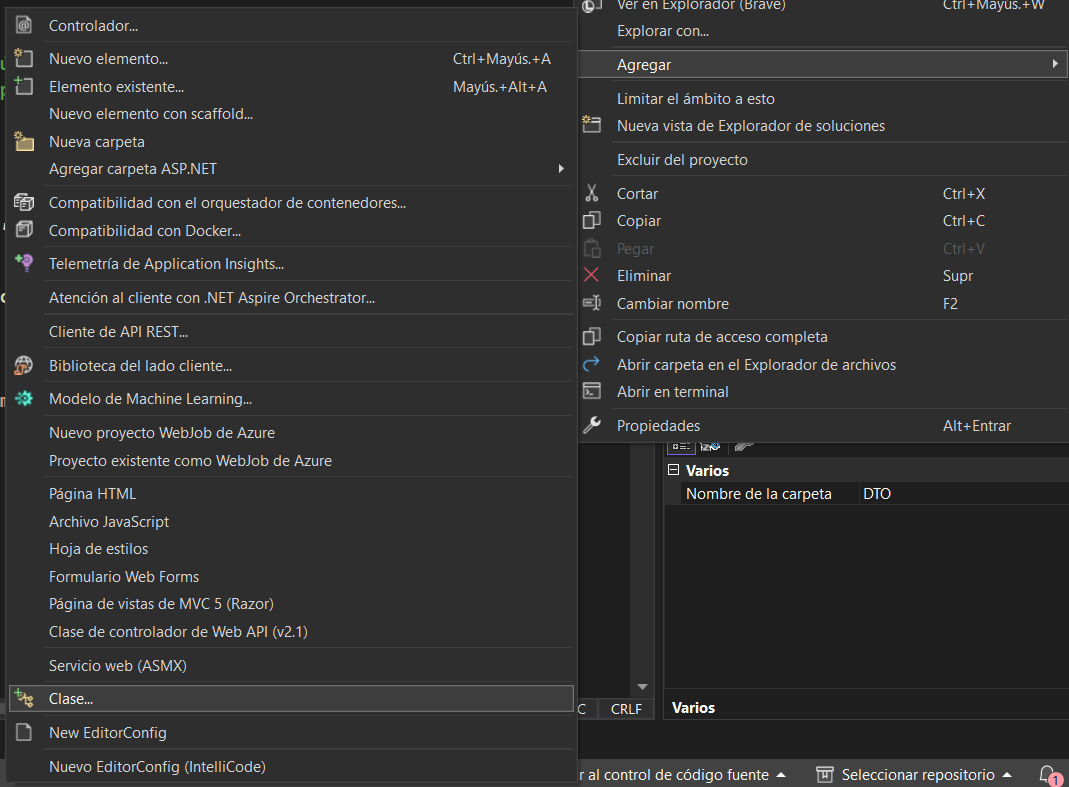 Controlador...
Nuevo elemento... Ctrl+Mayús.+A
Elemento existente... Mayús.+Alt+A
Nuevo elemento con scaffold...
Nueva carpeta
Agregar carpeta ASP.NET
Compatibilidad con el orquestador de contenedores...
Compatibilidad con Docker...
Telemetría de Application Insights...
Atención al cliente con .NET Aspire Orchestrator...
Cliente de API REST...
Biblioteca del lado cliente...
Modelo de Machine Learning...
Nuevo proyecto WebJob de Azure
Proyecto existente como WebJob de Azure
Página HTML
Archivo JavaScript
Hoja de estilos
Formulario Web Forms
Página de vistas de MVC 5 (Razor)
Clase de controlador de Web API (v2.1)
Servicio web (ASMX)
Clase...
New EditorConfig
Nuevo EditorConfig (IntelliCode)
Ver en Explorador (Brave) Ctrl+Mayús.+W
Explorar con...
Agregar
Limitar el ámbito a esto
Nueva vista de Explorador de soluciones
Excluir del proyecto
Cortar Ctrl+X
Copiar Ctrl+C
Pegar Ctrl+V
Eliminar Supr
Cambiar nombre F2
Copiar ruta de acceso completa
Abrir carpeta en el Explorador de archivos
Abrir en terminal
Propiedades Alt+Entrar
Varios
Nombre de la carpeta DTO
C CRLF
Varios
r al control de código fuente Seleccionar repositorio 1